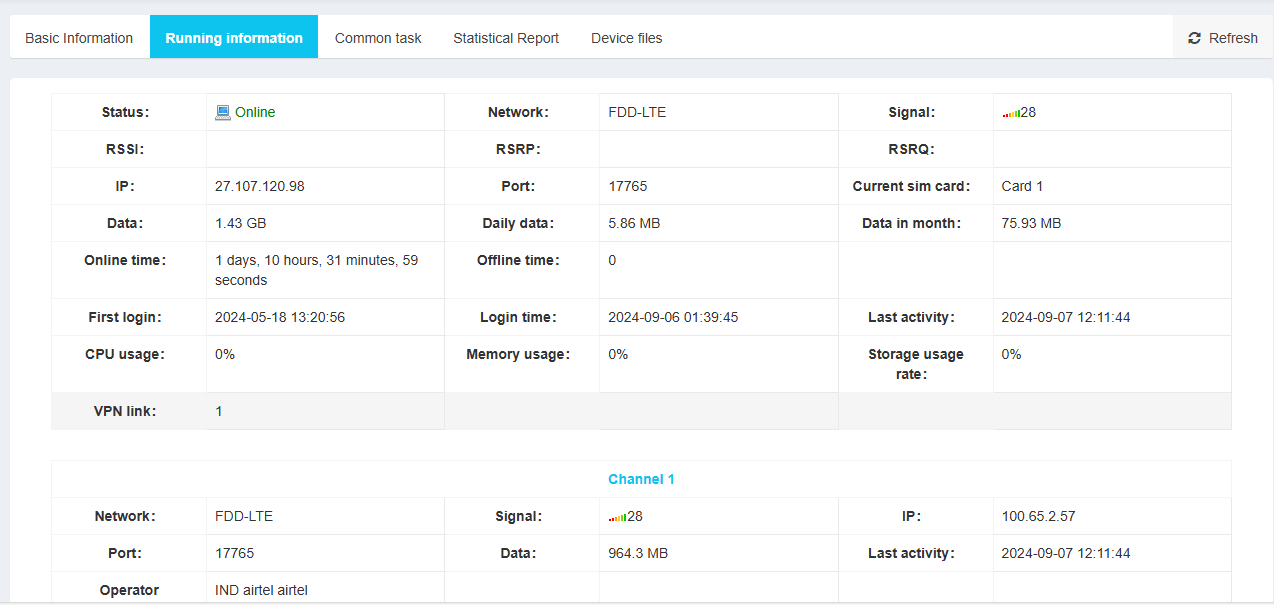 Basic Information Running information Common task Statistical Report Device files Refresh
Status: Online Network: FDD-LTE Signal: 28
RSSI: RSRP: RSRQ:
IP: 27.107.120.98 Port: 17765 Current sim card: Card 1
Data: 1.43 GB Daily data: 5.86 MB Data in month: 75.93 MB
Online time: 1 days, 10 hours, 31 minutes, 59 Offline time: 0
seconds
First login: 2024-05-18 13:20:56 Login time: 2024-09-06 01:39:45 Last activity: 2024-09-07 12:11:44
CPU usage: 0% Memory usage: 0% Storage usage 0%
rate:
VPN link: 1
Channel 1
Network: FDD-LTE Signal: 28 IP: 100.65.2.57
Port: 17765 Data: 964.3 MB Last activity: 2024-09-07 12:11:44
Operator IND airtel airtel